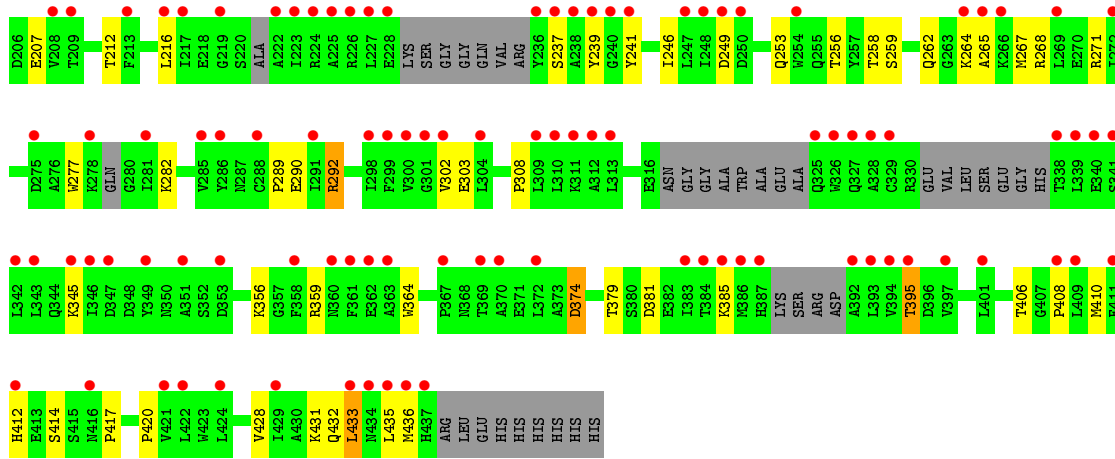 D206 E207 V208 T209 T212 F213 L216 I217 E218 G219 S220 ALA A222 I223 R224 A225 R226 L227 E228 LYS SER GLY GLY GLN VAL ARG Y236 S237 A238 Y239 G240 Y241 I246 L247 I248 D249 D250 Q253 W254 Q255 T256 Y257 T258 S259 Q262 G263 K264 A265 K266 M267 R268 L269 E270 R271
D275 A276 W277 K278 GLN G280 I281 K282 V285 Y286 N287 C288 P289 E290 I291 R292 I298 F299 V300 G301 V302 E303 L304 P308 L309 L310 K311 A312 L313 E316 ASN GLY GLY ALA TRP ALA GLU ALA Q325 W326 Q327 A328 C329 R330 GLU VAL LEU SER GLU GLY HIS T338 L339 E340 S341
L342 L343 Q344 K345 I346 D347 D348 Y349 N350 A351 S352 D353 K356 G357 F358 R359 N360 F361 E362 A363 W364 P367 N368 T369 A370 E371 L372 A373 D374 T379 S380 D381 E382 I383 T384 K385 M386 H387 LYS SER ARG ASP A392 L393 V394 T395 D396 V397 L401 T406 G407 P408 L409 M410 E411
H412 E413 S414 S415 N416 P417 P420 V421 L422 W423 L424 V428 I429 A430 K431 Q432 L433 N434 L435 M436 H437 ARG LEU GLU HIS HIS HIS HIS HIS HIS